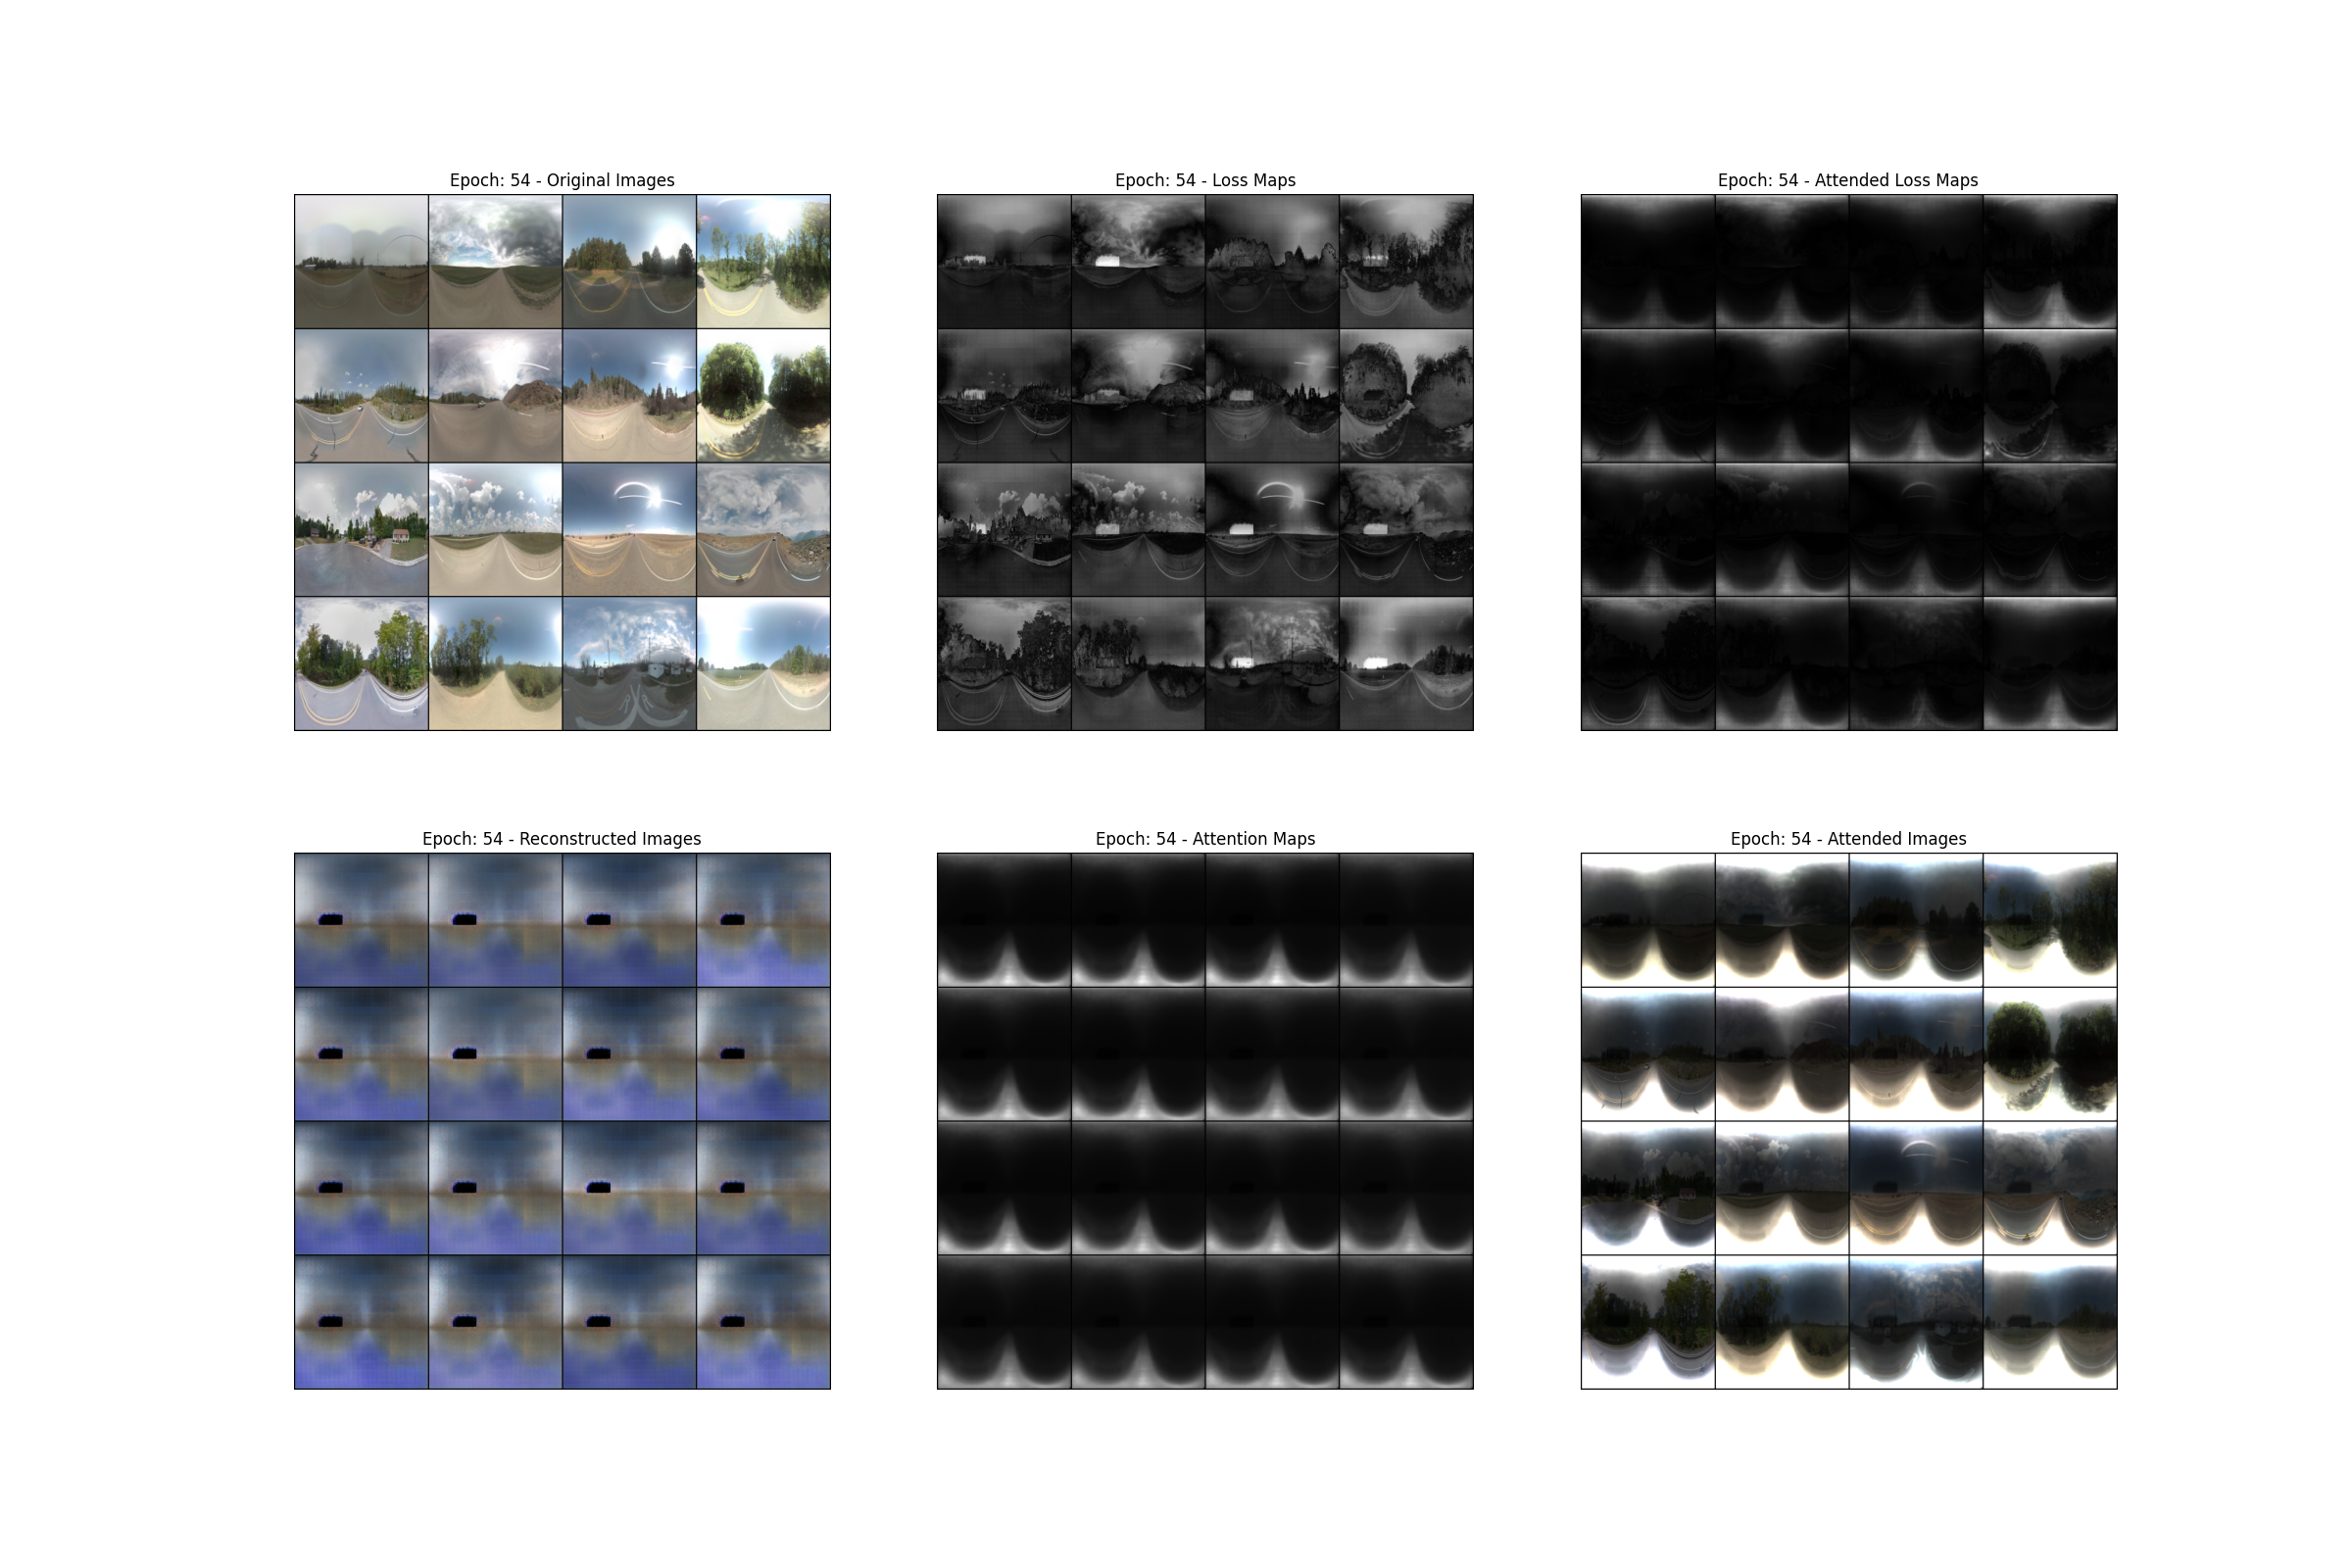 Epoch: 54 - Original Images
Epoch: 54 - Loss Maps
Epoch: 54 - Attended Loss Maps
Epoch: 54 - Reconstructed Images
Epoch: 54 - Attention Maps
Epoch: 54 - Attended Images